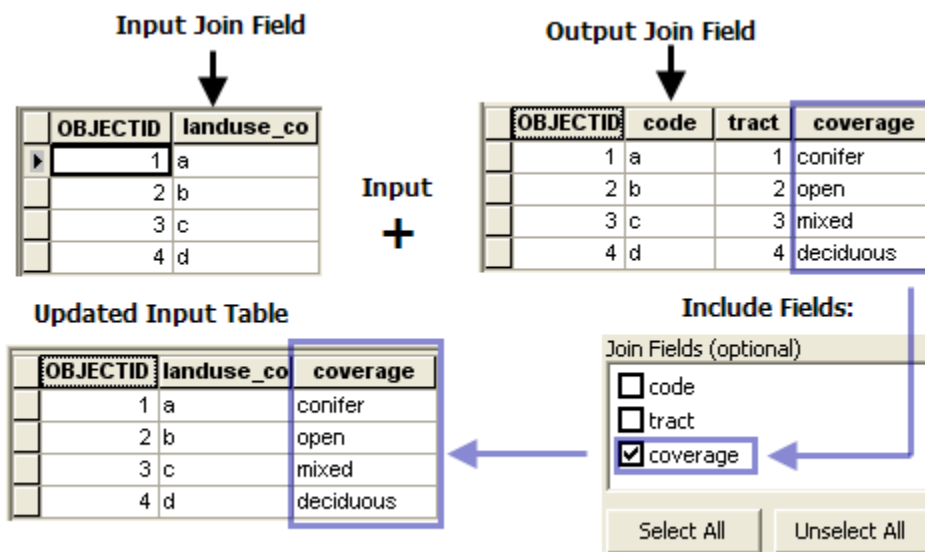 Input Join Field
Output Join Field
OBJECTID landuse_co
1 a
2 b
3 c
4 d
Input
+
OBJECTID code tract coverage
1 a 1 conifer
2 b 2 open
3 c 3 mixed
4 d 4 deciduous
Updated Input Table
OBJECTID landuse_co coverage
1 a conifer
2 b open
3 c mixed
4 d deciduous
Include Fields:
Join Fields (optional)
code
tract
coverage
Select All
Unselect All